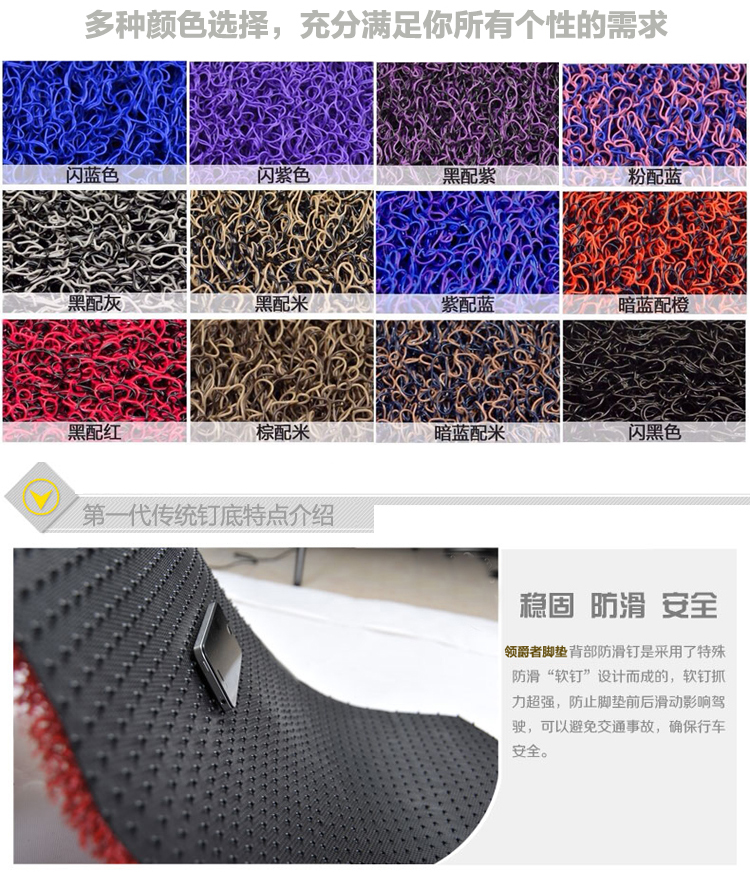 多种颜色选择，充分满足你所有个性的需求
闪蓝色
闪紫色
黑配紫
粉配蓝
黑配灰
黑配米
紫配蓝
暗蓝配橙
黑配红
棕配米
暗蓝配米
闪黑色
第一代传统钉底特点介绍
稳固 防滑 安全
领爵者脚垫背部防滑钉是采用了特殊
防滑“软钉”设计而成的，软钉抓
力超强，防止脚垫前后滑动影响驾
驶，可以避免交通事故，确保行车
安全。